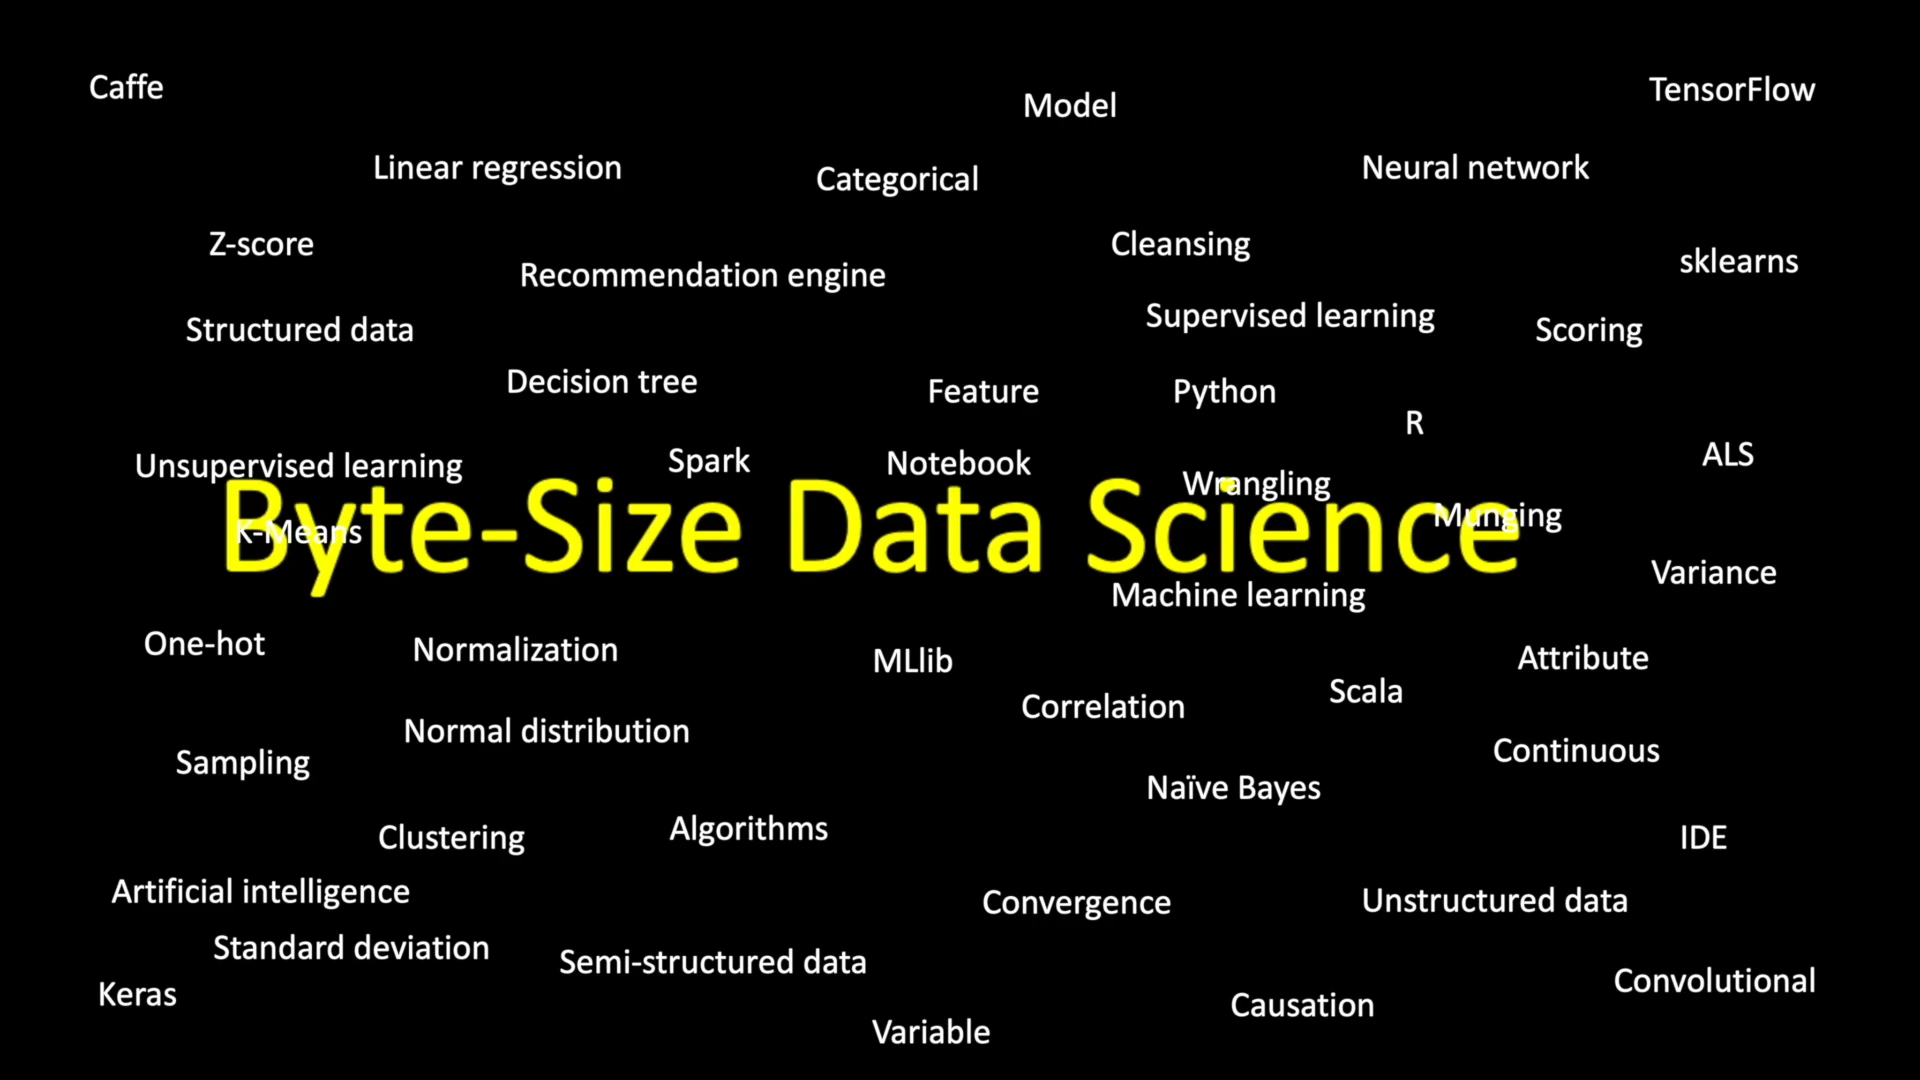 Caffe
Model
TensorFlow
Linear regression
Categorical
Neural network
Z-score
Recommendation engine
Cleansing
sklearns
Structured data
Supervised learning
Scoring
Decision tree
Feature
Python
R
Unsupervised learning
Spark
Notebook
Wrangling
ALS
Munging
K-Means
Byte-Size Data Science
Variance
Machine learning
One-hot
Normalization
MLlib
Attribute
Correlation
Scala
Normal distribution
Sampling
Continuous
Naïve Bayes
Clustering
Algorithms
IDE
Artificial intelligence
Convergence
Unstructured data
Standard deviation
Semi-structured data
Keras
Convolutional
Causation
Variable